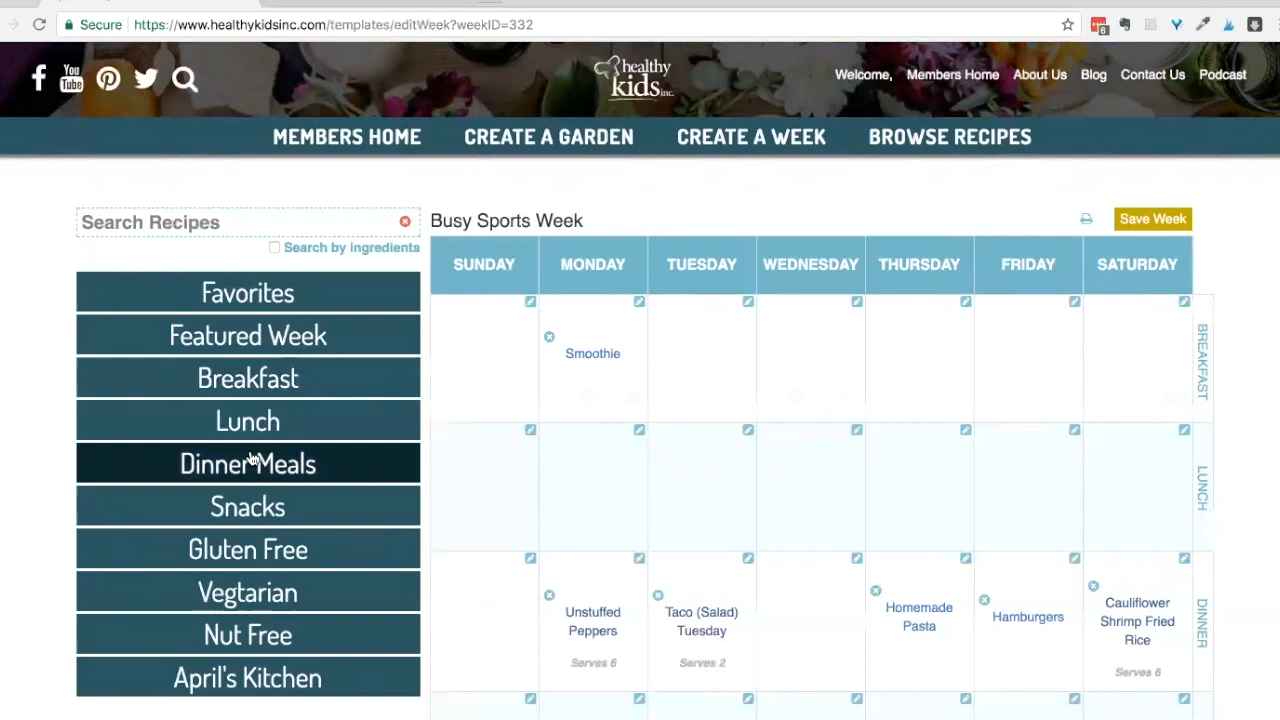 Secure
https://www.healthykidsinc.com/templates/editWeek?weekID=332
6
You
Tube
healthy
kids inc.
Welcome,
Members Home
About Us
Blog
Contact Us
Podcast
MEMBERS HOME
CREATE A GARDEN
CREATE A WEEK
BROWSE RECIPES
Search Recipes
Search by ingredients
Favorites
Featured Week
Breakfast
Lunch
Dinner Meals
Snacks
Gluten Free
Vegtarian
Nut Free
April's Kitchen
Busy Sports Week
Save Week
SUNDAY
MONDAY
TUESDAY
WEDNESDAY
THURSDAY
FRIDAY
SATURDAY
Smoothie
BREAKFAST
LUNCH
Unstuffed
Peppers
Serves 6
Taco (Salad)
Tuesday
Serves 2
Homemade
Pasta
Hamburgers
Cauliflower
Shrimp Fried
Rice
Serves 6
DINNER